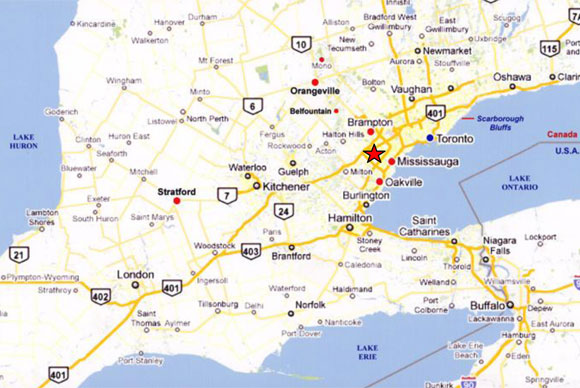 Kincardine
Hanover
Durham
Orillia
Alliston
Bradford West
Gwillimbury
East
Gwillimbury
Scugog
Walkerton
10
New
Tecumseth
Newmarket
Uxbridge
7A
115
Mono
Aurora
Stouffville
Port
Wingham
Mt Forest
Orangeville
Bolton
Vaughan
Oshawa
Clarin
6
Belfountain
401
Goderich
Listowel
North Perth
Fergus
Brampton
Scarborough
Bluffs
LAKE
HURON
Huron East
Clinton
Seaforth
Rockwood
Halton Hills
Acton
Toronto
Canada
U.S.A.
Bluewater
Mitchell
Waterloo
Guelph
Milton
Mississauga
LAKE
ONTARIO
Stratford
7
Kitchener
Oakville
Lambton
Shores
Exeter
South Huron
Saint Marys
24
Burlington
Hamilton
Saint
Catharines
21
Woodstock
403
Paris
Brantford
Stoney
Creek
Niagara
Falls
Lockport
Plympton-Wyoming
London
401
Ingersoll
Caledonia
Lincoln
Thorold
Strathroy
402
Waterford
Haldimand
Welland
Williamsville
Tillsonburg
Delhi
Norfolk
Port
Colborne
Buffalo
Depew
Saint
Thomas
Aylmer
Nanticoke
Lackawanna
East Aurora
Port Dover
Hamburg
Port Stanley
LAKE
ERIE
Lake Erie
Beach
Eden
401
Dunkirk
90
Springville